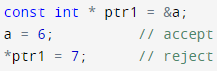 const int * ptr1 = &a;
a = 6;          // accept
*ptr1 = 7;      // reject